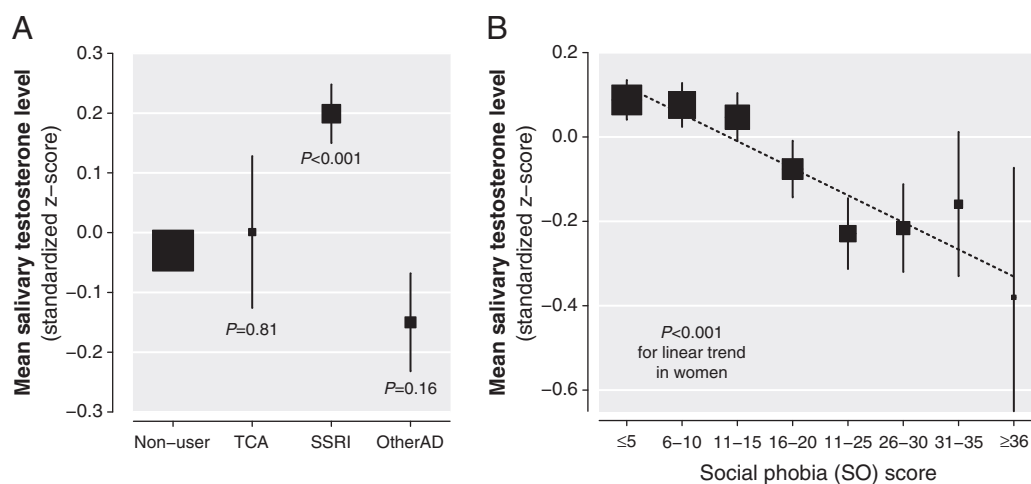 A
Mean salivary testosterone level
(standardized z−score)
0.3
0.2
0.1
0.0
−0.1
−0.2
−0.3
P<0.001
P=0.81
P=0.16
Non−user TCA SSRI OtherAD
B
Mean salivary testosterone level
(standardized z−score)
0.2
0.0
−0.2
−0.4
−0.6
P<0.001
for linear trend
in women
≤5 6−10 11−15 16−20 11−25 26−30 31−35 ≥36
Social phobia (SO) score